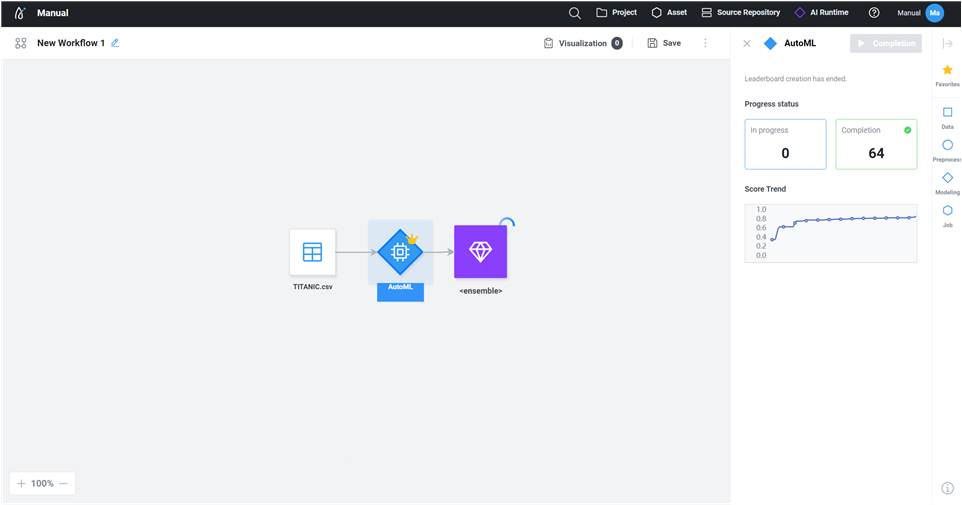 Manual
Project
Asset
Source Repository
AI Runtime
Manual
Ma
New Workflow 1
Visualization 0
Save
AutoML
Completion
Leaderboard creation has ended.
Favorites
Progress status
In progress
0
Completion
64
Data
Preprocess
Modeling
Job
Score Trend
1.0
0.8
0.6
0.4
0.2
0.0
TITANIC.csv
AutoML
<ensemble>
100%